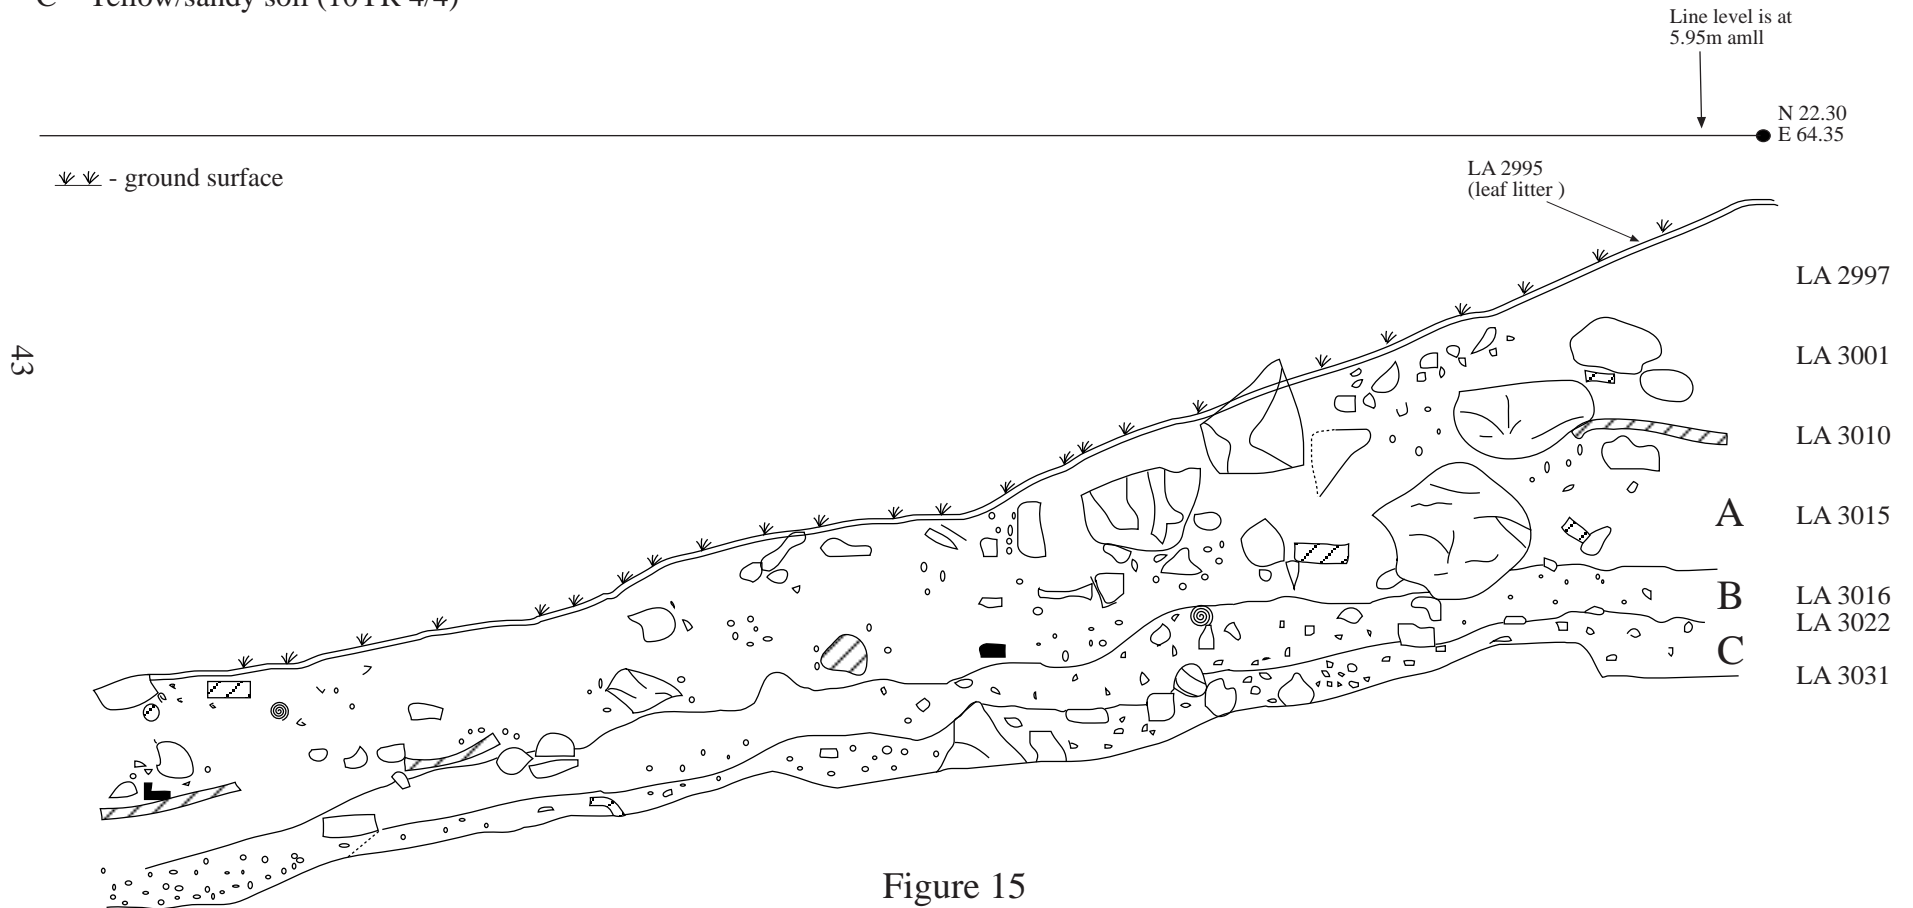 C Yellow/sandy soil (10YR 4/4)
Line level is at
5.95m amll
N 22.30
E 64.35
- ground surface
LA 2995
(leaf litter )
LA 2997
LA 3001
LA 3010
A LA 3015
B LA 3016
LA 3022
C
LA 3031
43
Figure 15